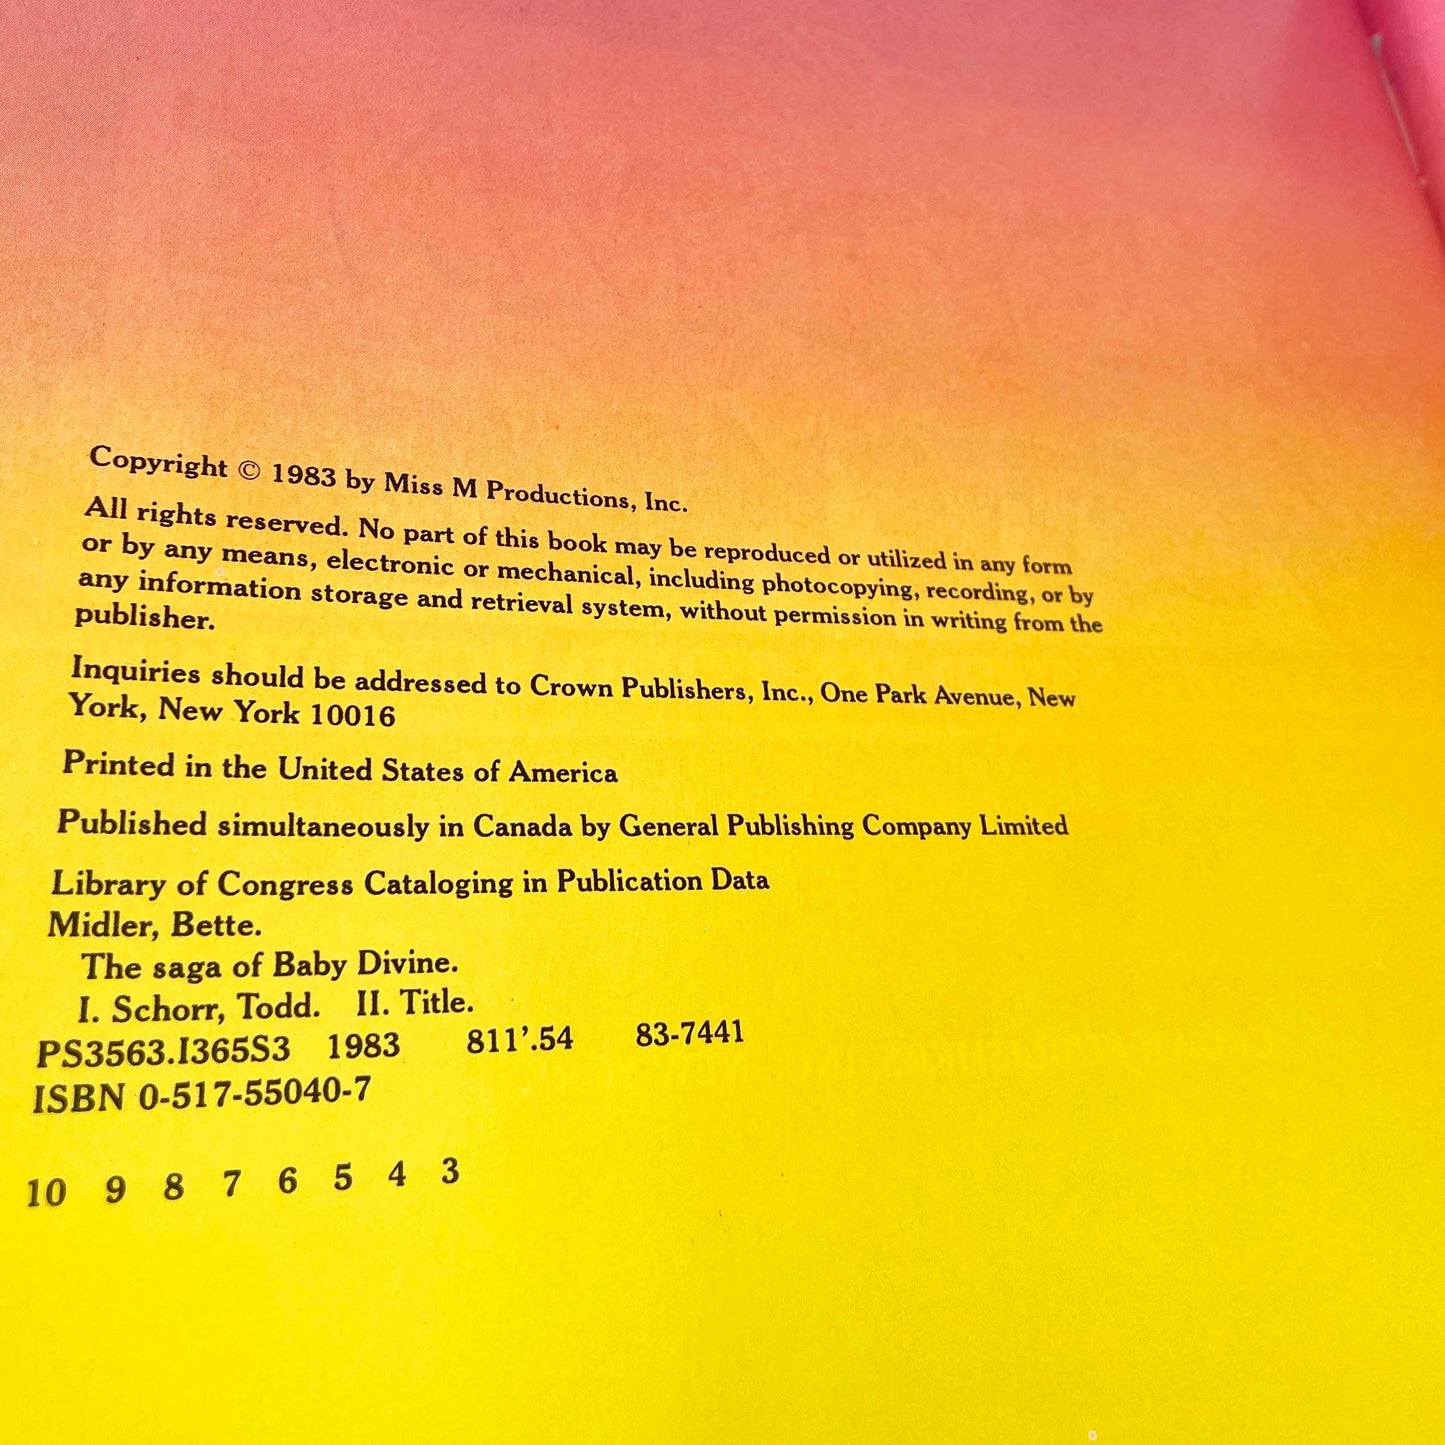 Copyright © 1983 by Miss M Productions, Inc.
All rights reserved. No part of this book may be reproduced or utilized in any form
or by any means, electronic or mechanical, including photocopying, recording, or by
any information storage and retrieval system, without permission in writing from the
publisher.
Inquiries should be addressed to Crown Publishers, Inc., One Park Avenue, New
York, New York 10016
Printed in the United States of America
Published simultaneously in Canada by General Publishing Company Limited
Library of Congress Cataloging in Publication Data
Midler, Bette.
The saga of Baby Divine.
I. Schorr, Todd. II. Title.
PS3563.I365S3 1983 811'.54 83-7441
ISBN 0-517-55040-7
10 9 8 7 6 5 4 3